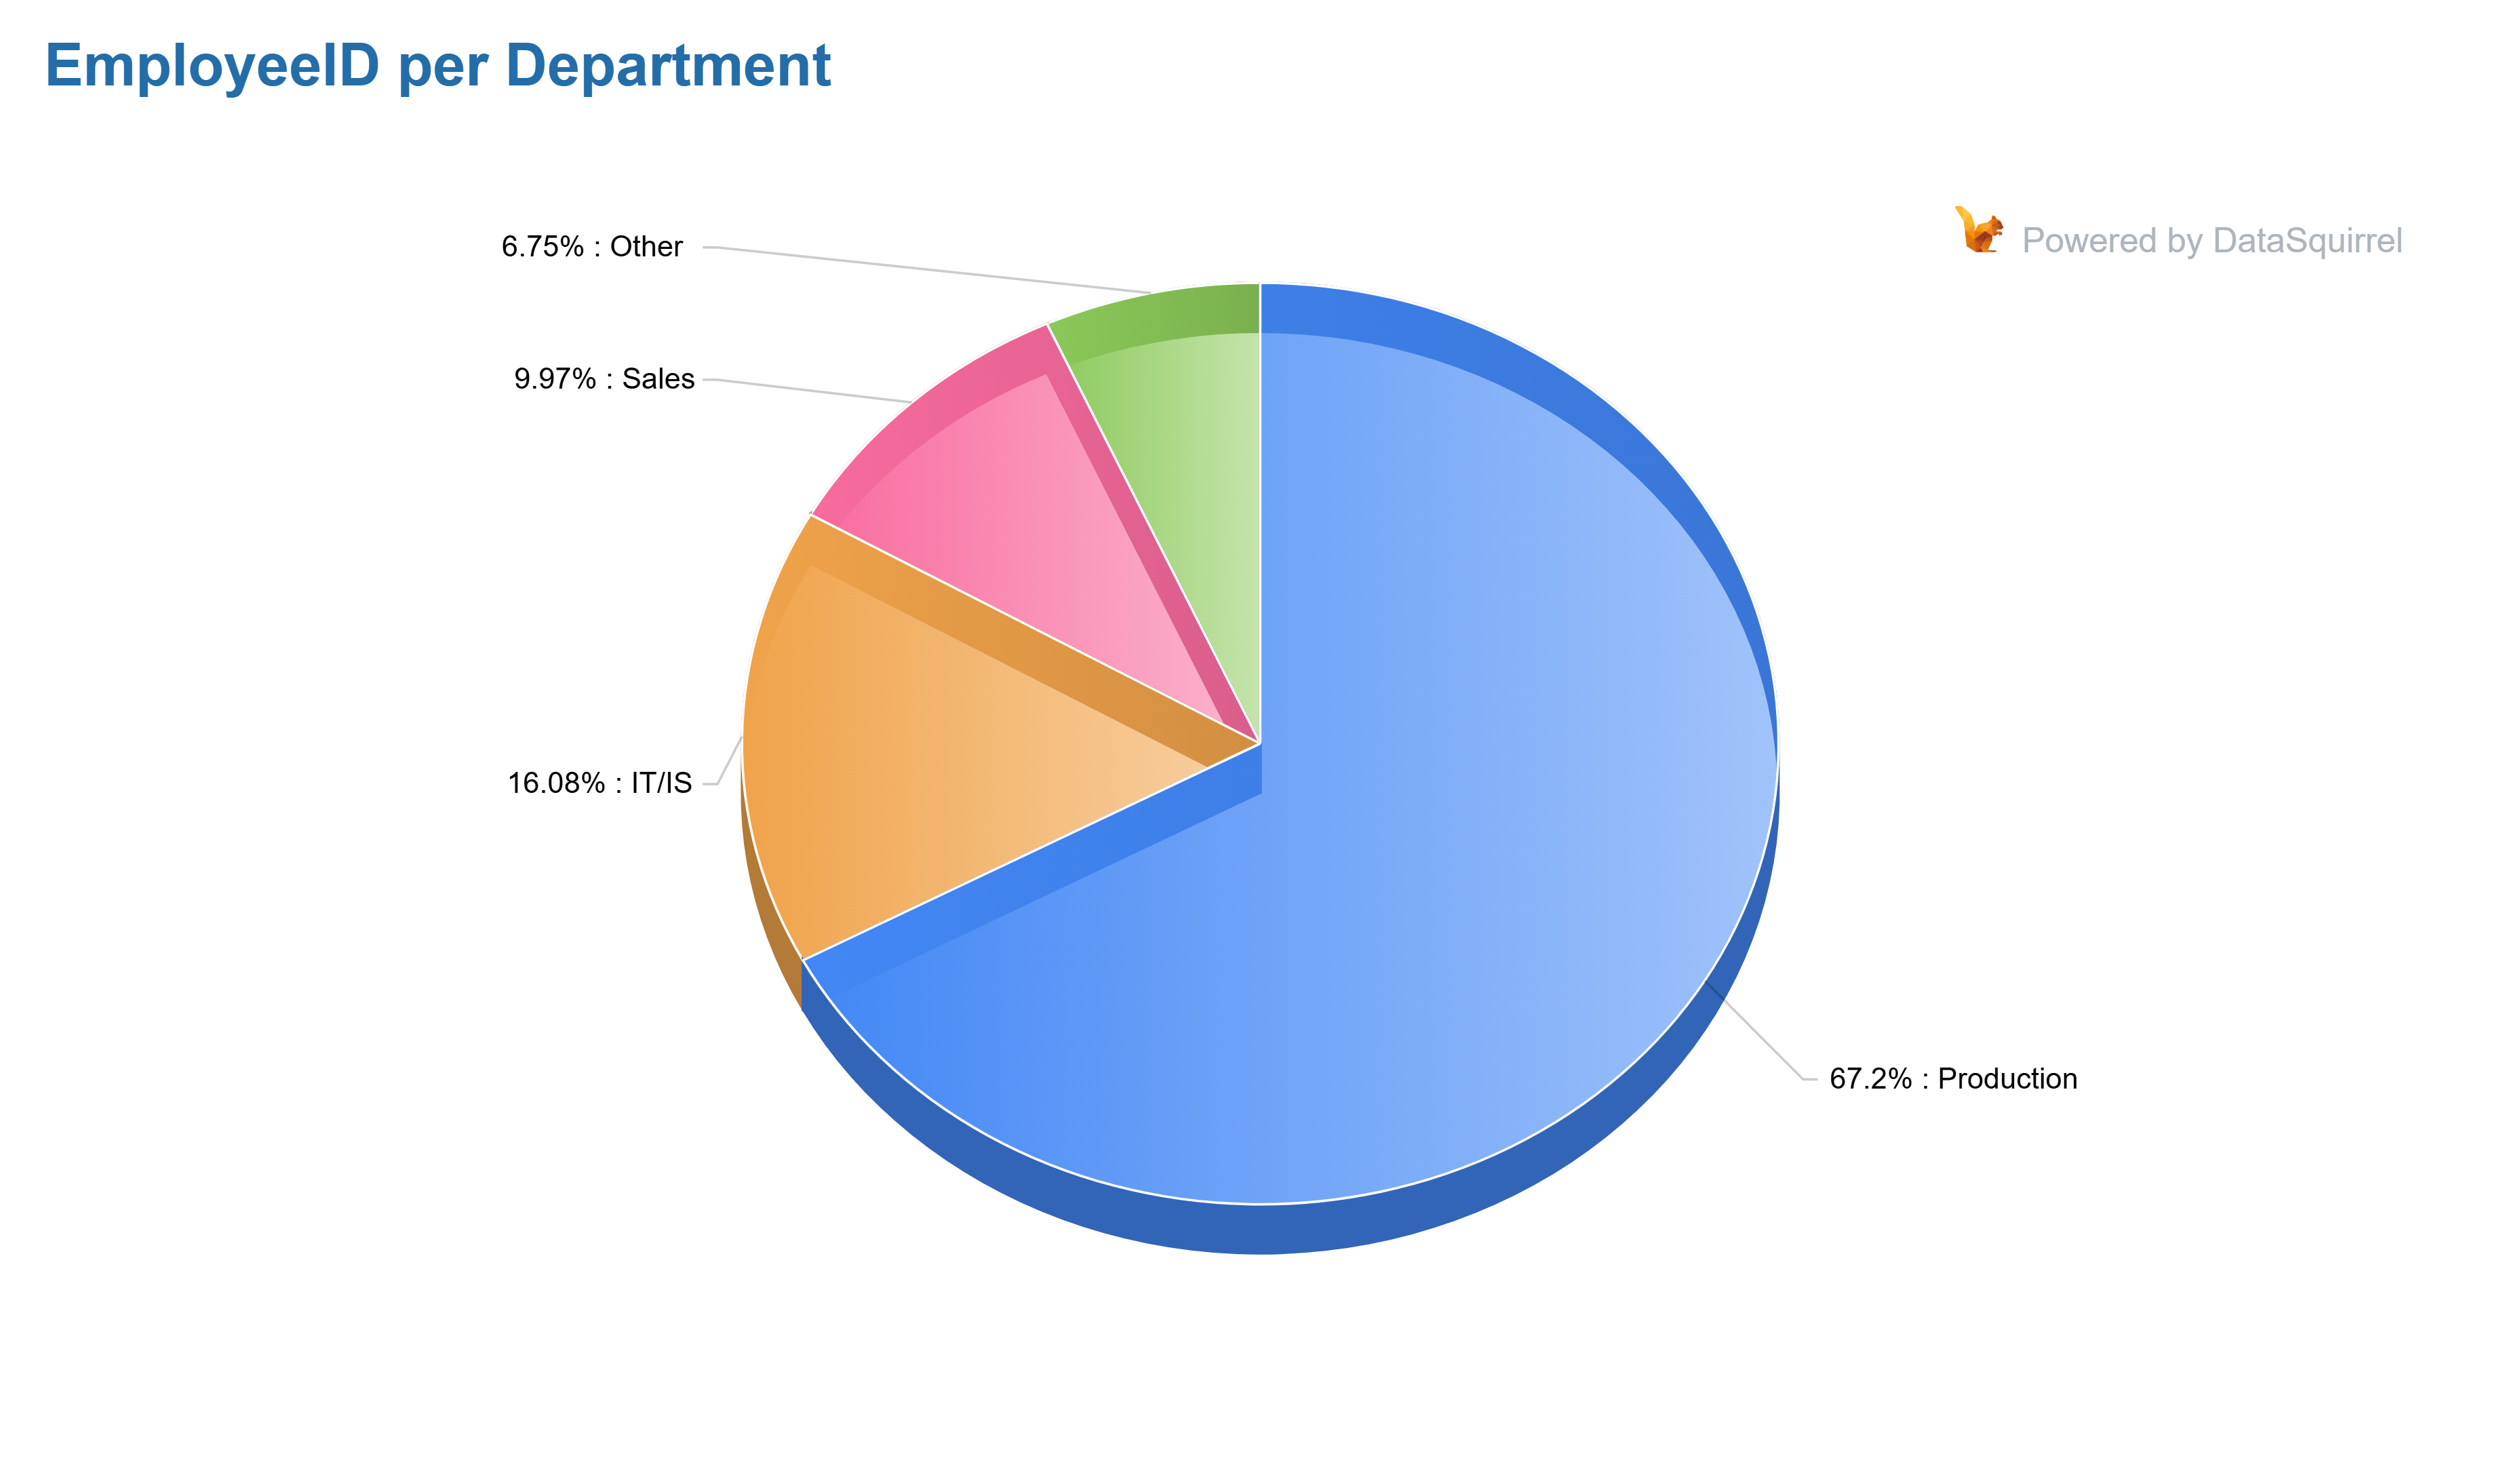 EmployeeID per Department
Powered by DataSquirrel
6.75% : Other
9.97% : Sales
16.08% : IT/IS
67.2% : Production